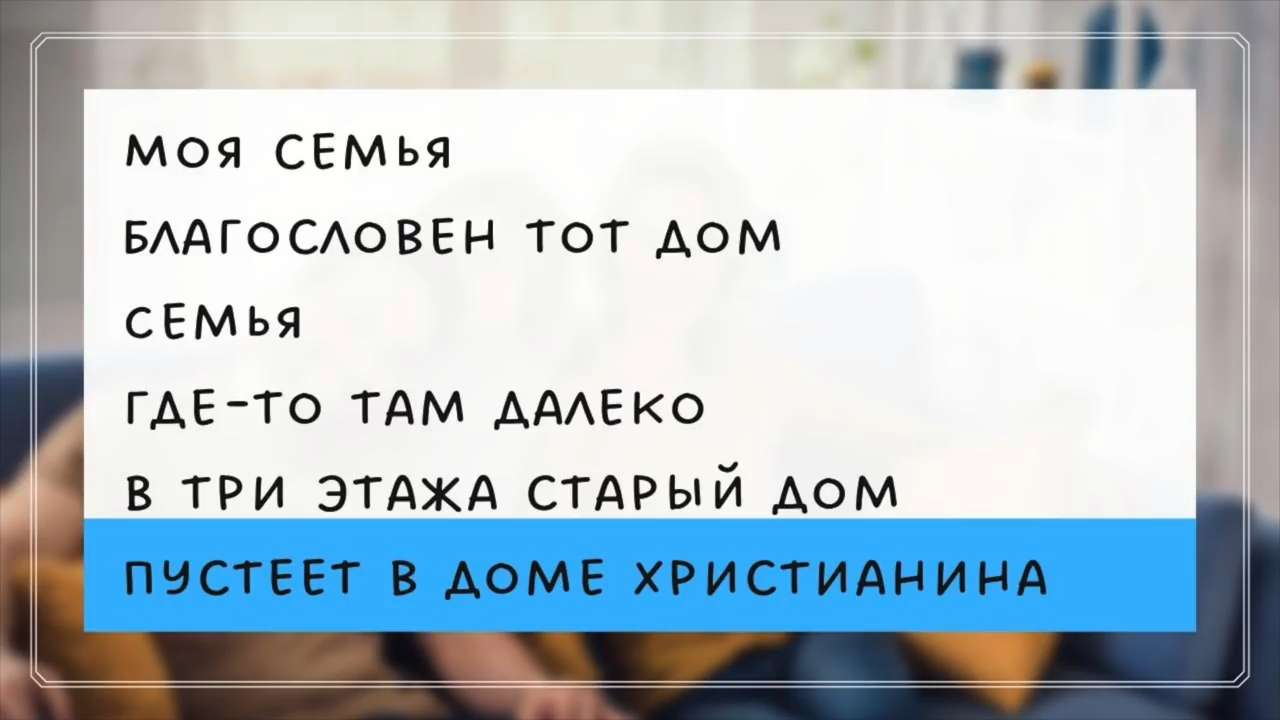 МОЯ СЕМЬЯ
БЛАГОСЛОВЕН ТОТ ДОМ
СЕМЬЯ
ГДЕ-ТО ТАМ ДАЛЕКО
В ТРИ ЭТАЖА СТАРЫЙ ДОМ
ПУСТЕЕТ В ДОМЕ ХРИСТИАНИНА